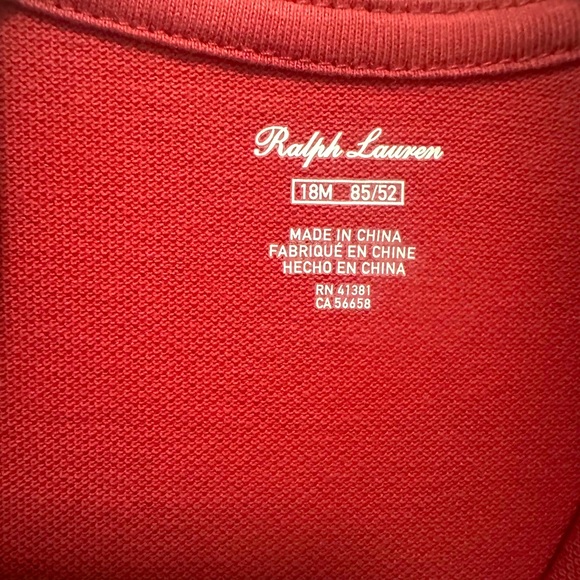 Ralph Lauren
18M 85/52
MADE IN CHINA
FABRIQUÉ EN CHINE
HECHO EN CHINA
RN 41381
CA 56658